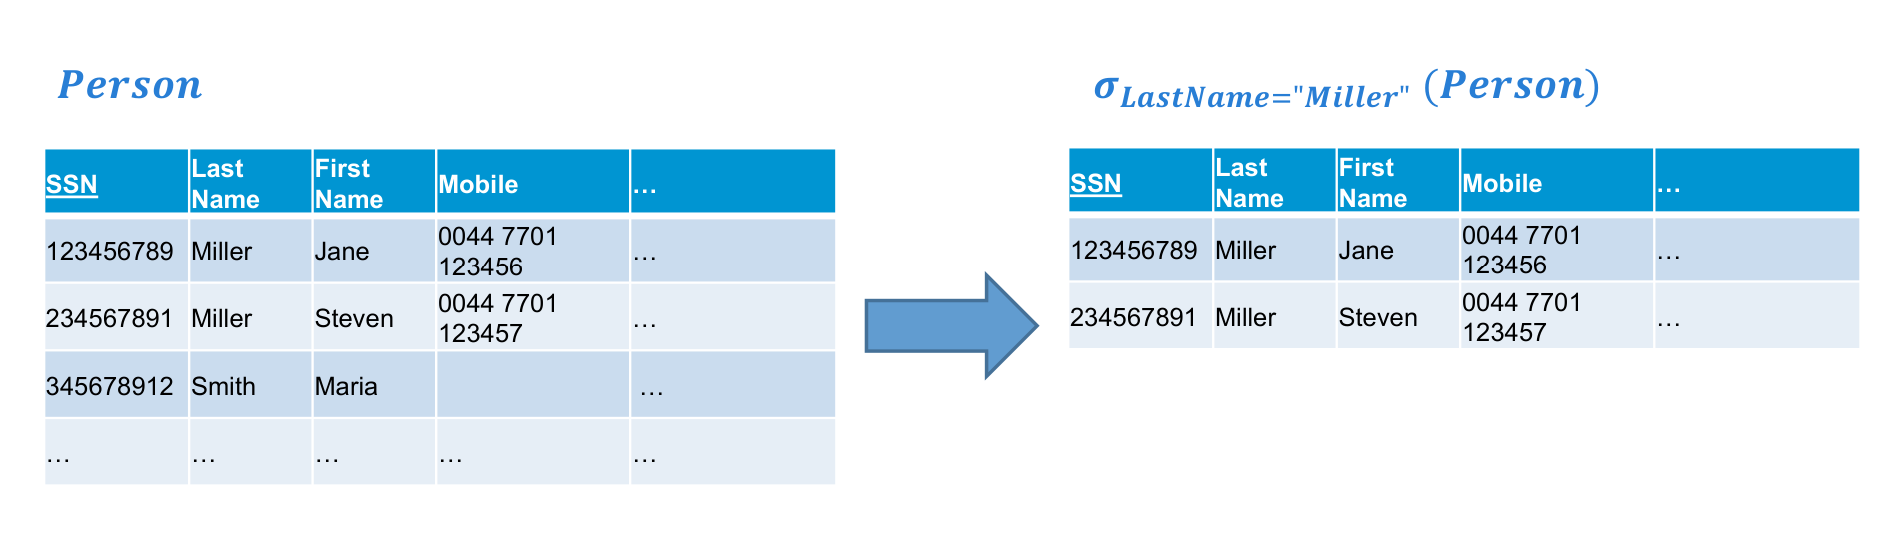 Person
SSN Last Name First Name Mobile …
123456789 Miller Jane 0044 7701 123456 …
234567891 Miller Steven 0044 7701 123457 …
345678912 Smith Maria …
… … … … …
σ LastName="Miller" (Person)
SSN Last Name First Name Mobile …
123456789 Miller Jane 0044 7701 123456 …
234567891 Miller Steven 0044 7701 123457 …